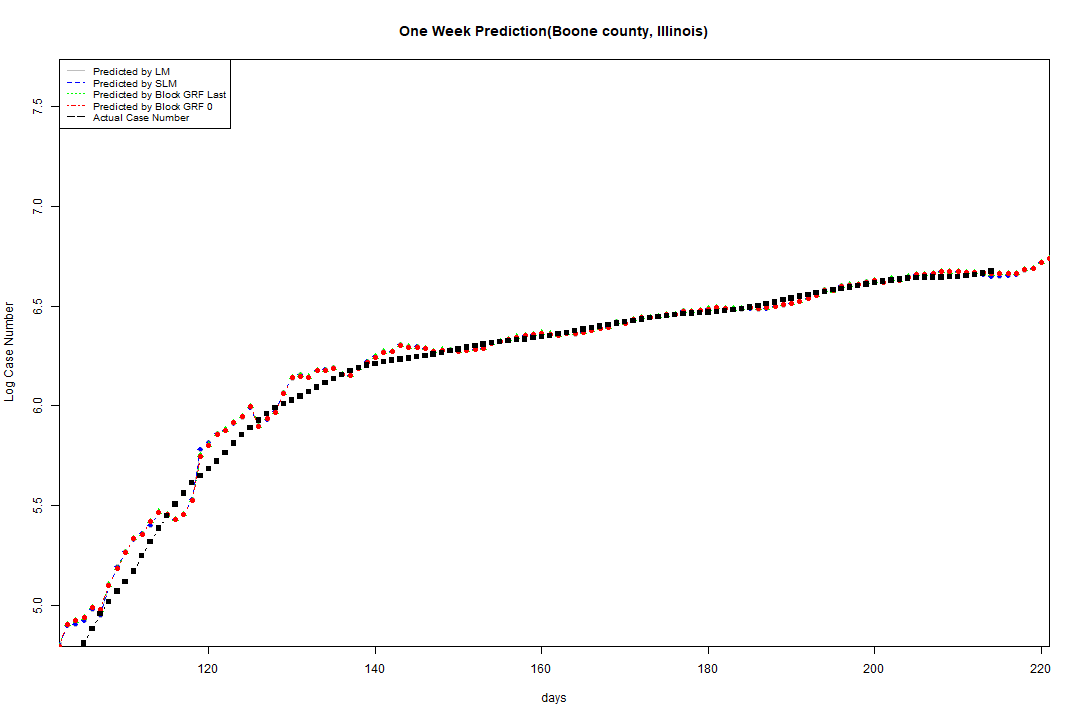 One Week Prediction(Boone county, Illinois)
Predicted by LM
Predicted by SLM
Predicted by Block GRF Last
Predicted by Block GRF 0
Actual Case Number
7.5
7.0
6.5
6.0
5.5
5.0
Log Case Number
120 140 160 180 200 220
days